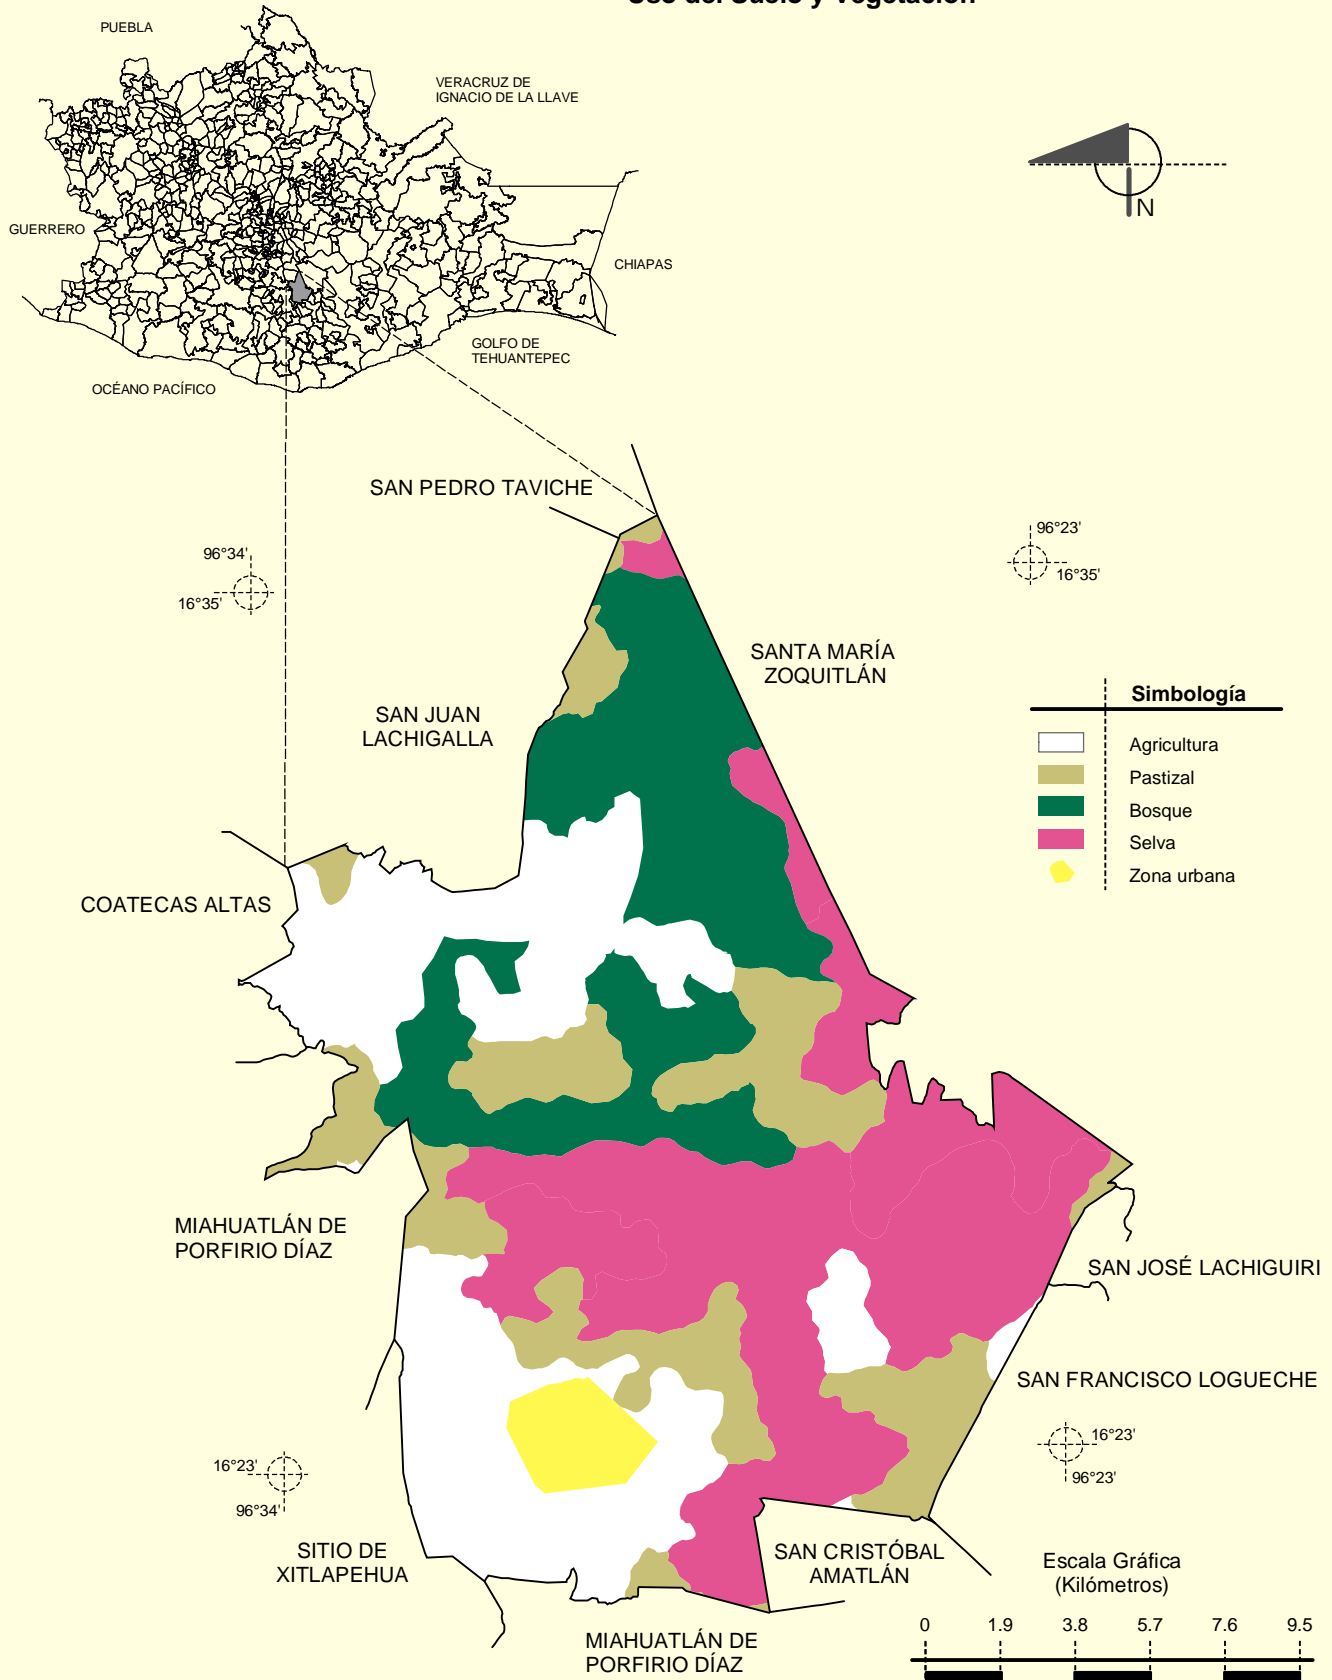 Uso del Suelo y Vegetación
PUEBLA
VERACRUZ DE
IGNACIO DE LA LLAVE
N
GUERRERO
CHIAPAS
GOLFO DE
TEHUANTEPEC
OCÉANO PACÍFICO
SAN PEDRO TAVICHE
96°34'
16°35'
96°23'
16°35'
SANTA MARÍA
ZOQUITLÁN
SAN JUAN
LACHIGALLA
Simbología
Agricultura
Pastizal
Bosque
Selva
Zona urbana
COATECAS ALTAS
MIAHUATLÁN DE
PORFIRIO DÍAZ
SAN JOSÉ LACHIGUIRI
SAN FRANCISCO LOGUECHE
16°23'
96°34'
16°23'
96°23'
SITIO DE
XITLAPEHUA
SAN CRISTÓBAL
AMATLÁN
MIAHUATLÁN DE
PORFIRIO DÍAZ
Escala Gráfica
(Kilómetros)
0 1.9 3.8 5.7 7.6 9.5